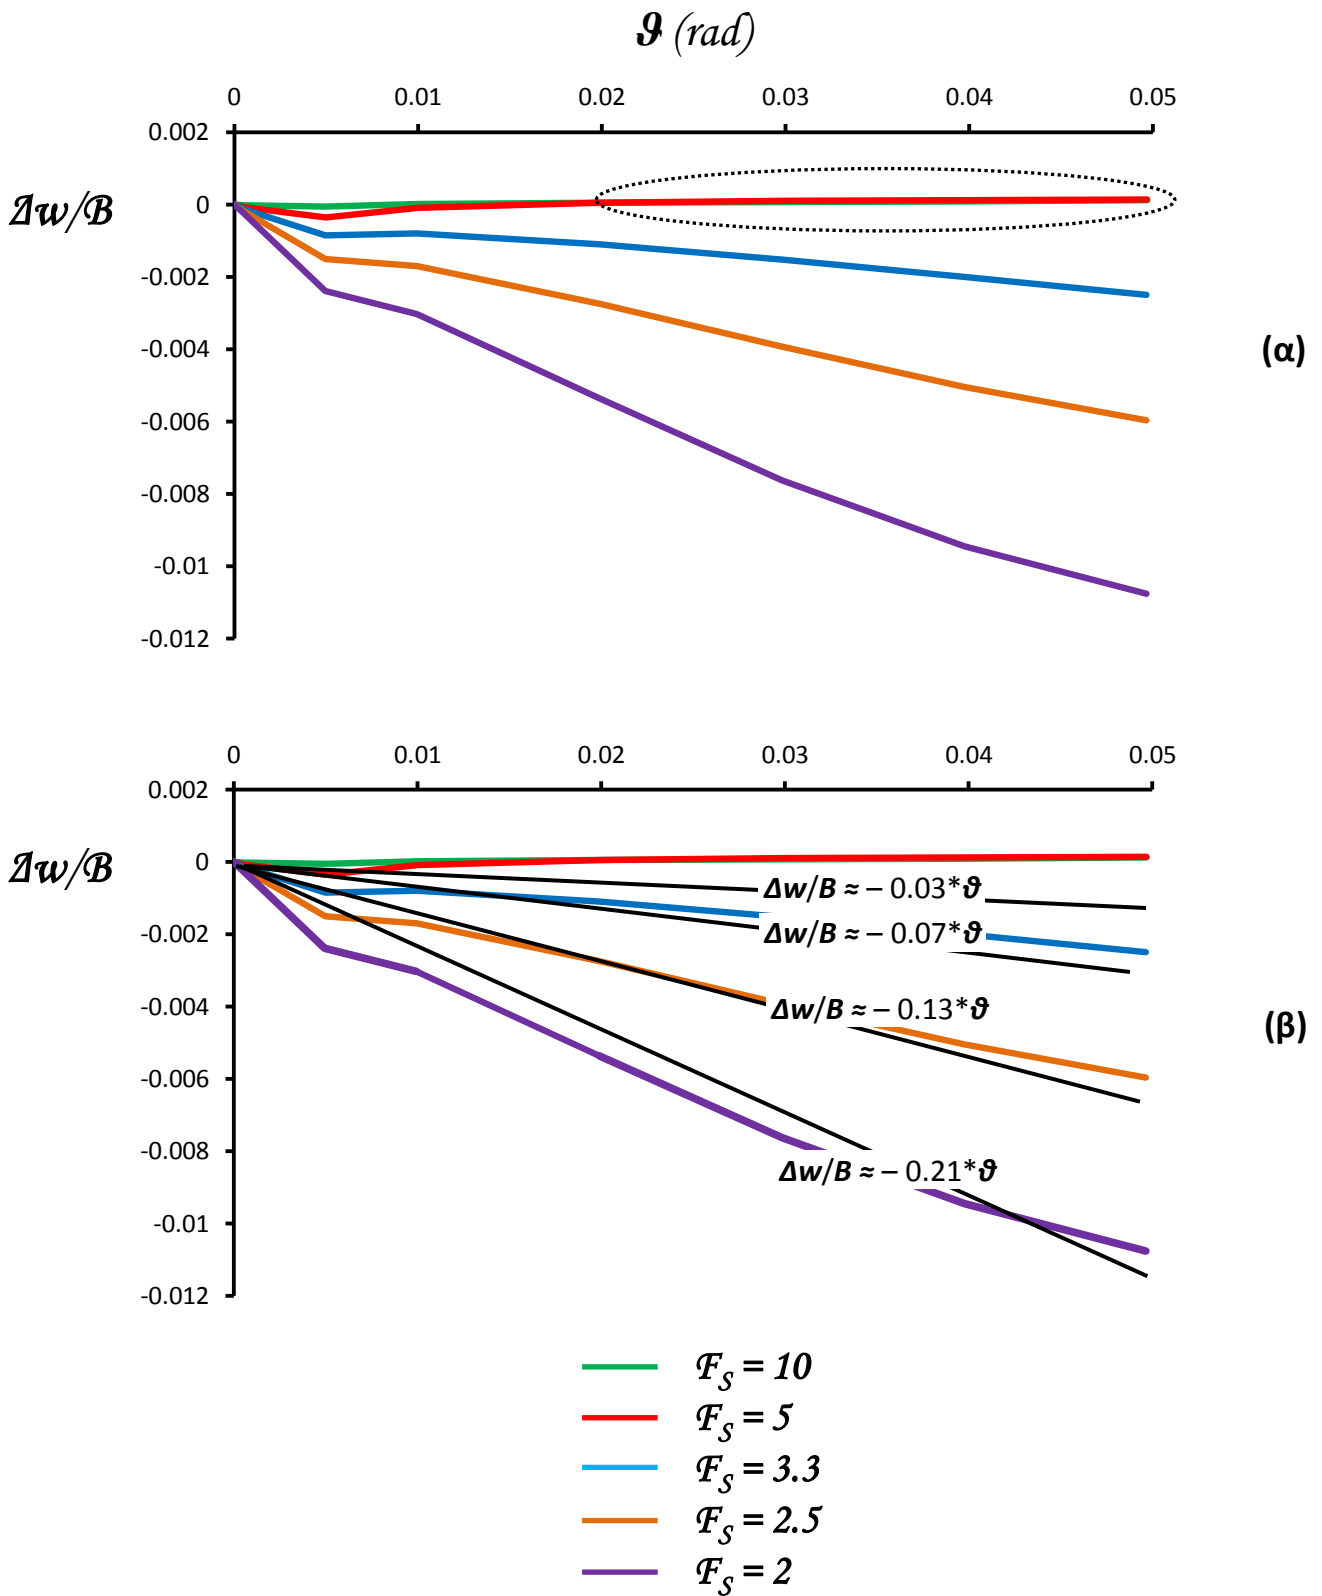 ϑ (rad)
0 0.01 0.02 0.03 0.04 0.05
0.002
Δw/B
0
-0.002
-0.004
(α)
-0.006
-0.008
-0.01
-0.012
0 0.01 0.02 0.03 0.04 0.05
0.002
Δw/B
0
Δw/B ≈ – 0.03*ϑ
-0.002
Δw/B ≈ – 0.07*ϑ
-0.004
Δw/B ≈ – 0.13*ϑ
(β)
-0.006
-0.008
Δw/B ≈ – 0.21*ϑ
-0.01
-0.012
F_S = 10
F_S = 5
F_S = 3.3
F_S = 2.5
F_S = 2